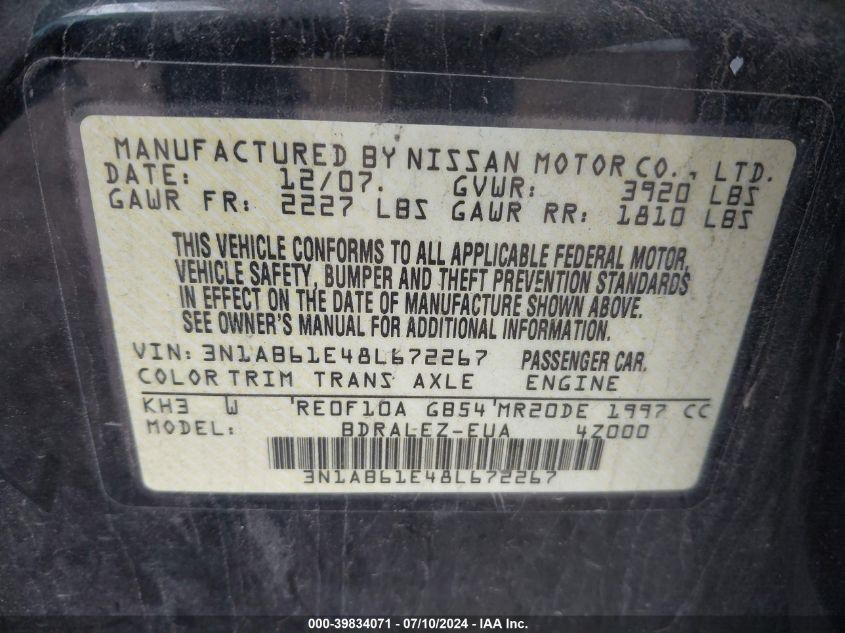 MANUFACTURED BY NISSAN MOTOR CO., LTD.
DATE: 12/07. GVWR: 3920 LBS
GAWR FR: 2227 LBS GAWR RR: 1810 LBS
THIS VEHICLE CONFORMS TO ALL APPLICABLE FEDERAL MOTOR,
VEHICLE SAFETY, BUMPER AND THEFT PREVENTION STANDARDS
IN EFFECT ON THE DATE OF MANUFACTURE SHOWN ABOVE.
SEE OWNER'S MANUAL FOR ADDITIONAL INFORMATION.
VIN: 3N1AB61E48L672267 PASSENGER CAR.
COLOR TRIM TRANS AXLE ENGINE
KH3 W 'RE0F10A GB54'MR20DE 1997 CC
MODEL: BDRALEZ-EUA 4Z000
3N1AB61E48L672267
000-39834071 - 07/10/2024 - IAA Inc.